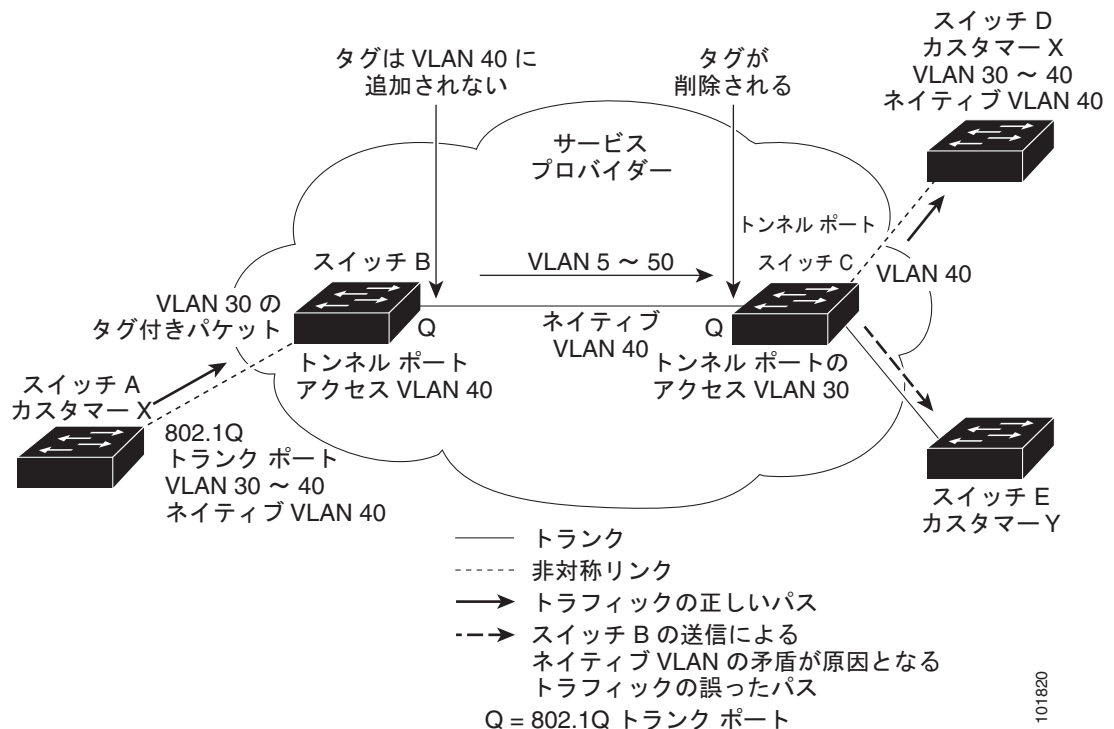 スイッチ D
カスタマー X
VLAN 30 ～ 40
ネイティブ VLAN 40
タグは VLAN 40 に
追加されない
タグが
削除される
サービス
プロバイダー
トンネル ポート
スイッチ B
VLAN 5 ～ 50
スイッチ C
VLAN 40
VLAN 30 の
タグ付きパケット
Q
ネイティブ
VLAN 40
Q
トンネル ポート
アクセス VLAN 40
トンネル ポートの
アクセス VLAN 30
スイッチ A
カスタマー X
802.1Q
トランク ポート
VLAN 30 ～ 40
ネイティブ VLAN 40
スイッチ E
カスタマー Y
トランク
非対称リンク
トラフィックの正しいパス
スイッチ B の送信による
ネイティブ VLAN の矛盾が原因となる
トラフィックの誤ったパス
Q = 802.1Q トランク ポート
101820